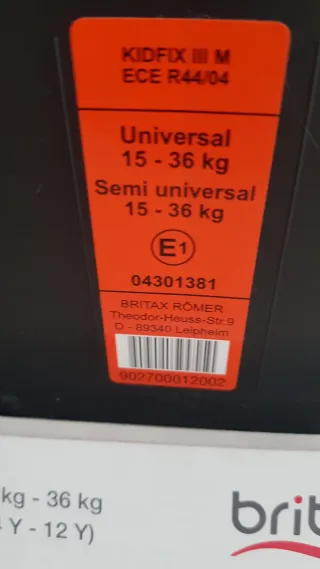 KIDFIX III M
ECE R44/04
Universal
15 - 36 kg
Semi universal
15 - 36 kg
E1
04301381
BRITAX RÖMER
Theodor-Heuss-Str.9
D - 89340 Leipheim
902700012002
kg - 36 kg
Y - 12 Y)
brit